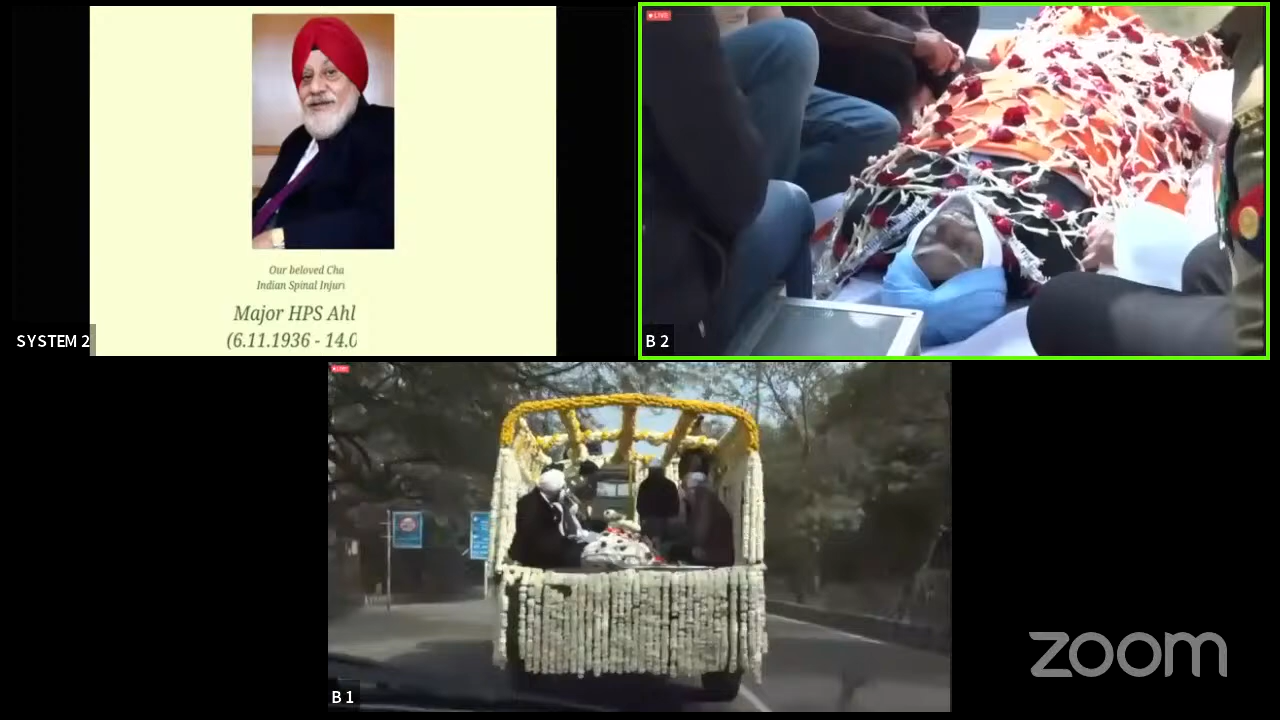 Our beloved Cha
Indian Spinal Injur
Major HPS Ahl
(6.11.1936 - 14.0
SYSTEM 2
LIVE
B 2
LIVE
B 1
zoom